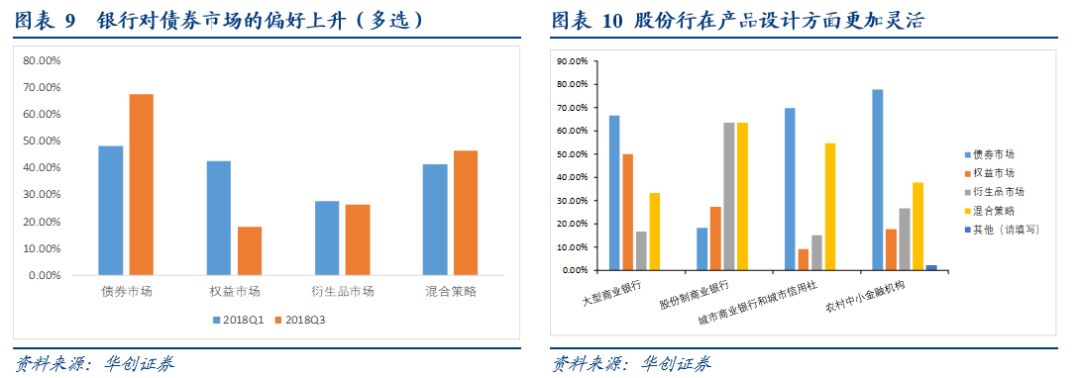 图表 9 银行对债券市场的偏好上升（多选）
80.00%
70.00%
60.00%
50.00%
40.00%
30.00%
20.00%
10.00%
0.00%
债券市场 权益市场 衍生品市场 混合策略
2018Q1 2018Q3
资料来源：华创证券
图表 10 股份行在产品设计方面更加灵活
90.00%
80.00%
70.00%
60.00%
50.00%
40.00%
30.00%
20.00%
10.00%
0.00%
大型商业银行
股份制商业银行
城市商业银行和城市信用社
农村中小金融机构
债券市场
权益市场
衍生品市场
混合策略
其他（请填写）
资料来源：华创证券